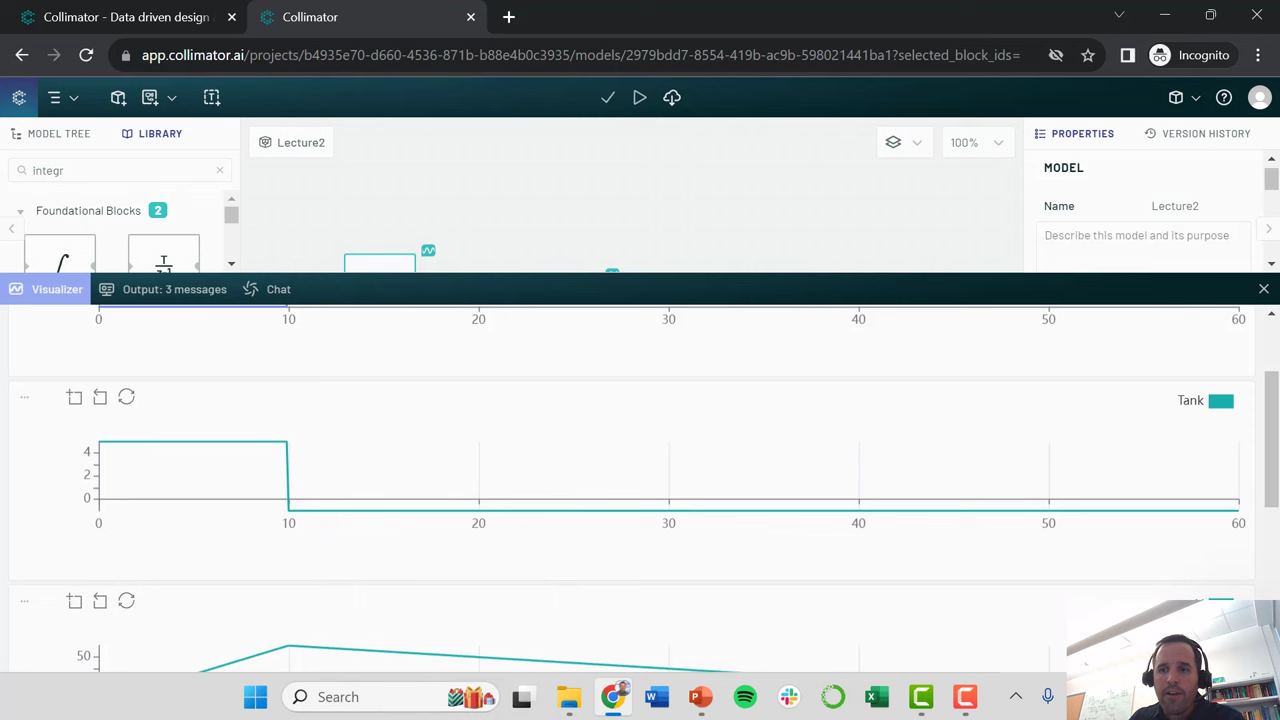 Collimator - Data driven design
Collimator
app.collimator.ai/projects/b4935e70-d660-4536-871b-b88e4b0c3935/models/2979bdd7-8554-419b-ac9b-598021441ba1?selected_block_ids=
Incognito
MODEL TREE
LIBRARY
Lecture2
100%
PROPERTIES
VERSION HISTORY
integr
MODEL
Foundational Blocks 2
Name Lecture2
Describe this model and its purpose
Visualizer
Output: 3 messages
Chat
0 10 20 30 40 50 60
Tank
4
2
0
0 10 20 30 40 50 60
50
Search